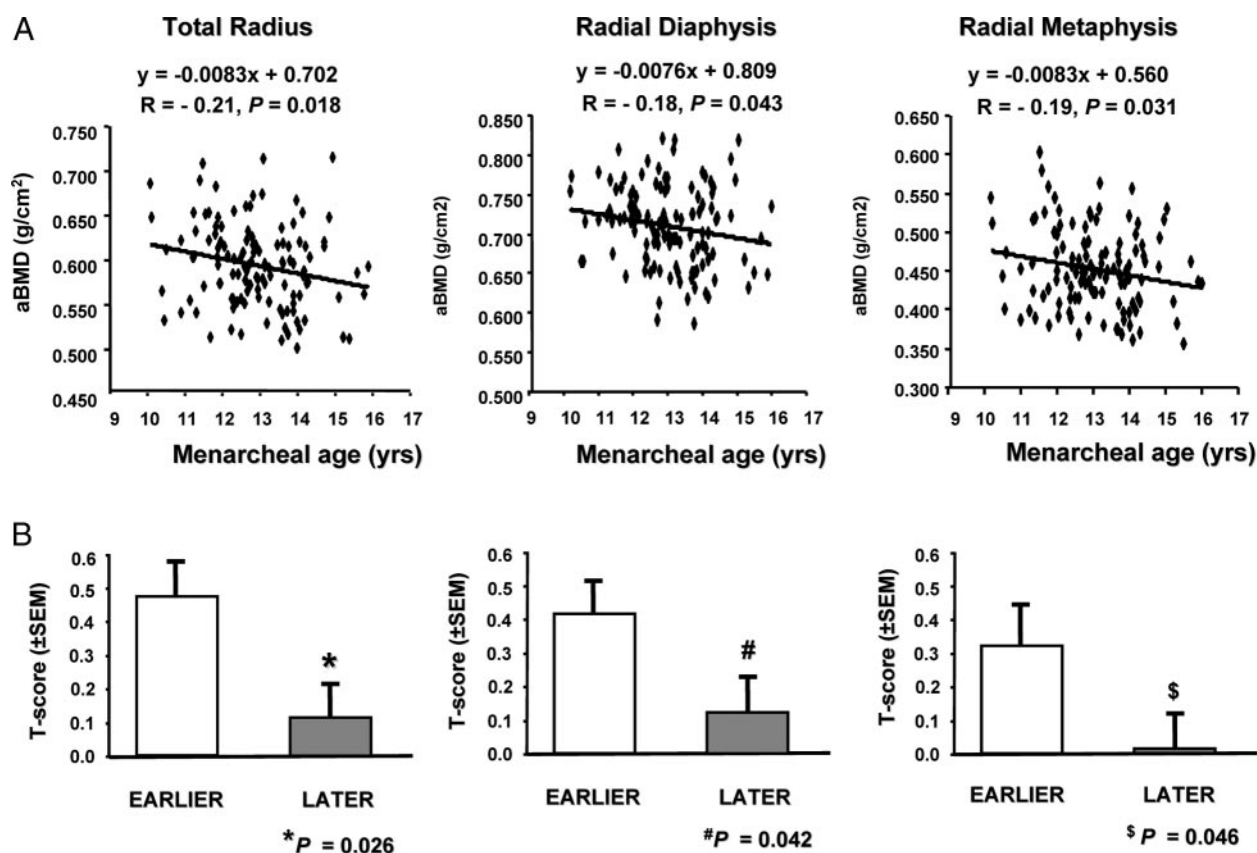 A
Total Radius
y = -0.0083x + 0.702
R = - 0.21, P = 0.018
aBMD (g/cm²)
0.750
0.700
0.650
0.600
0.550
0.500
0.450
9 10 11 12 13 14 15 16 17
Menarcheal age (yrs)
Radial Diaphysis
y = -0.0076x + 0.809
R = - 0.18, P = 0.043
aBMD (g/cm2)
0.850
0.800
0.750
0.700
0.650
0.600
0.550
0.500
9 10 11 12 13 14 15 16 17
Menarcheal age (yrs)
Radial Metaphysis
y = -0.0083x + 0.560
R = - 0.19, P = 0.031
aBMD (g/cm2)
0.650
0.600
0.550
0.500
0.450
0.400
0.350
0.300
9 10 11 12 13 14 15 16 17
Menarcheal age (yrs)
B
T-score (±SEM)
0.6
0.5
0.4
0.3
0.2
0.1
0.0
*
EARLIER LATER
*P = 0.026
T-score (±SEM)
0.6
0.5
0.4
0.3
0.2
0.1
0.0
#
EARLIER LATER
#P = 0.042
T-score (±SEM)
0.6
0.5
0.4
0.3
0.2
0.1
0.0
$
EARLIER LATER
$ P = 0.046